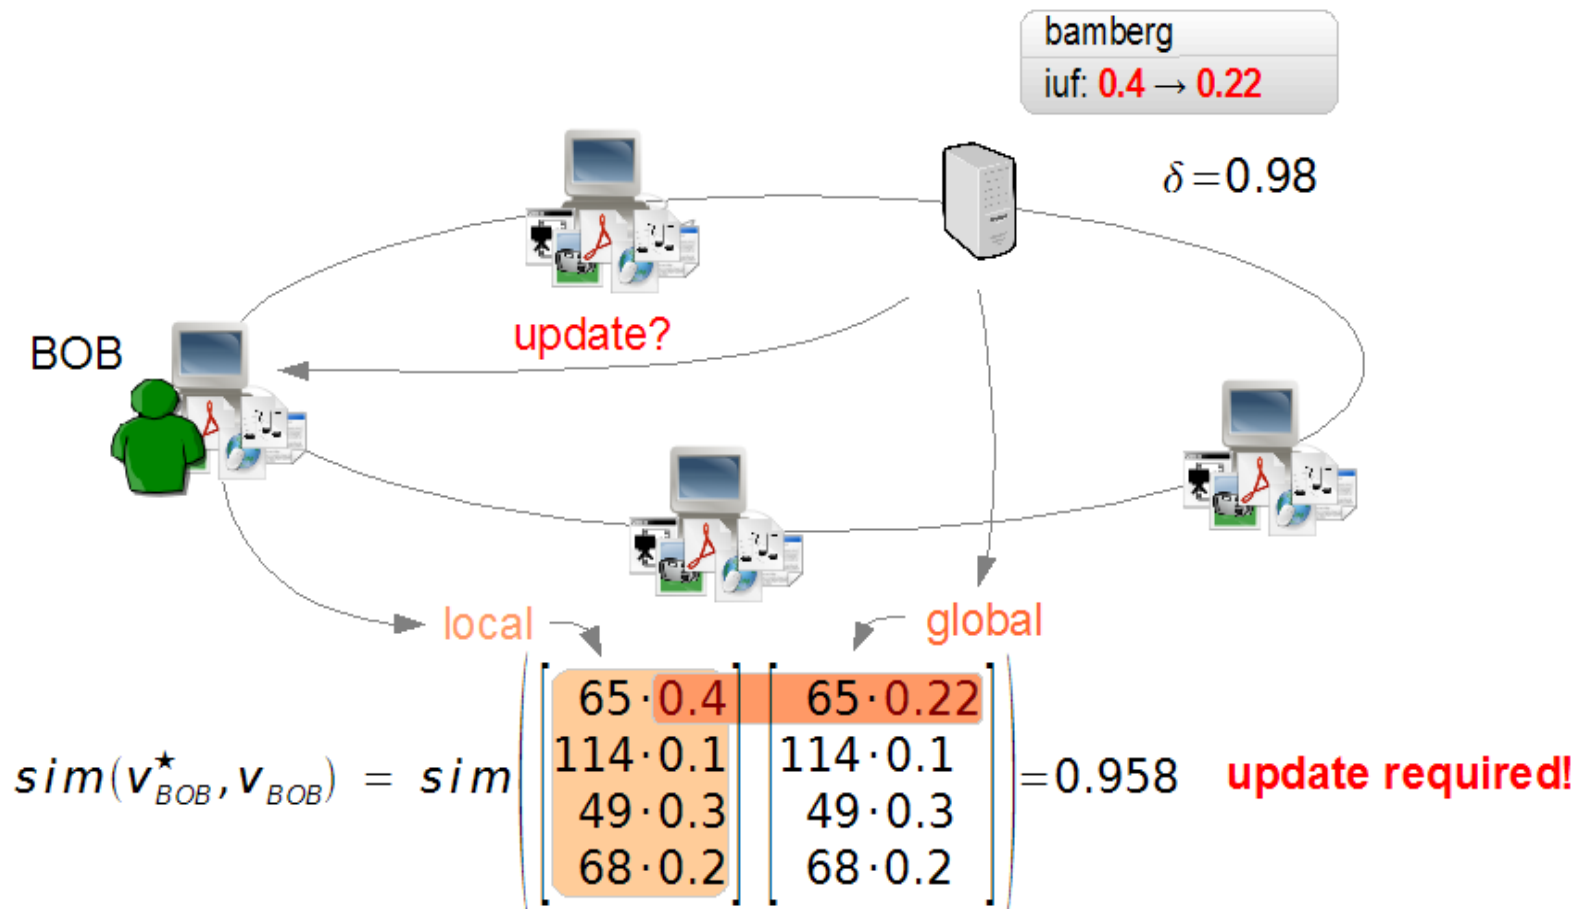 bamberg
iuf: 0.4 → 0.22
δ=0.98
update?
BOB
local
global
sim(v★BOB, vBOB) = sim([65·0.4 114·0.1 49·0.3 68·0.2] [65·0.22 114·0.1 49·0.3 68·0.2])=0.958 update required!